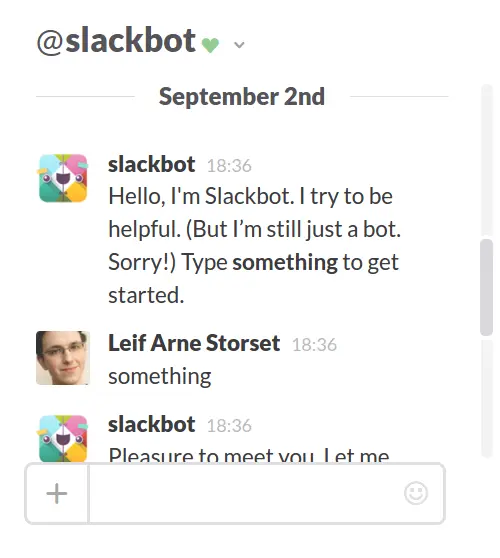 @slackbot
September 2nd
slackbot 18:36
Hello, I'm Slackbot. I try to be
helpful. (But I’m still just a bot.
Sorry!) Type something to get
started.
Leif Arne Storset 18:36
something
slackbot 18:36
Pleasure to meet you. Let me